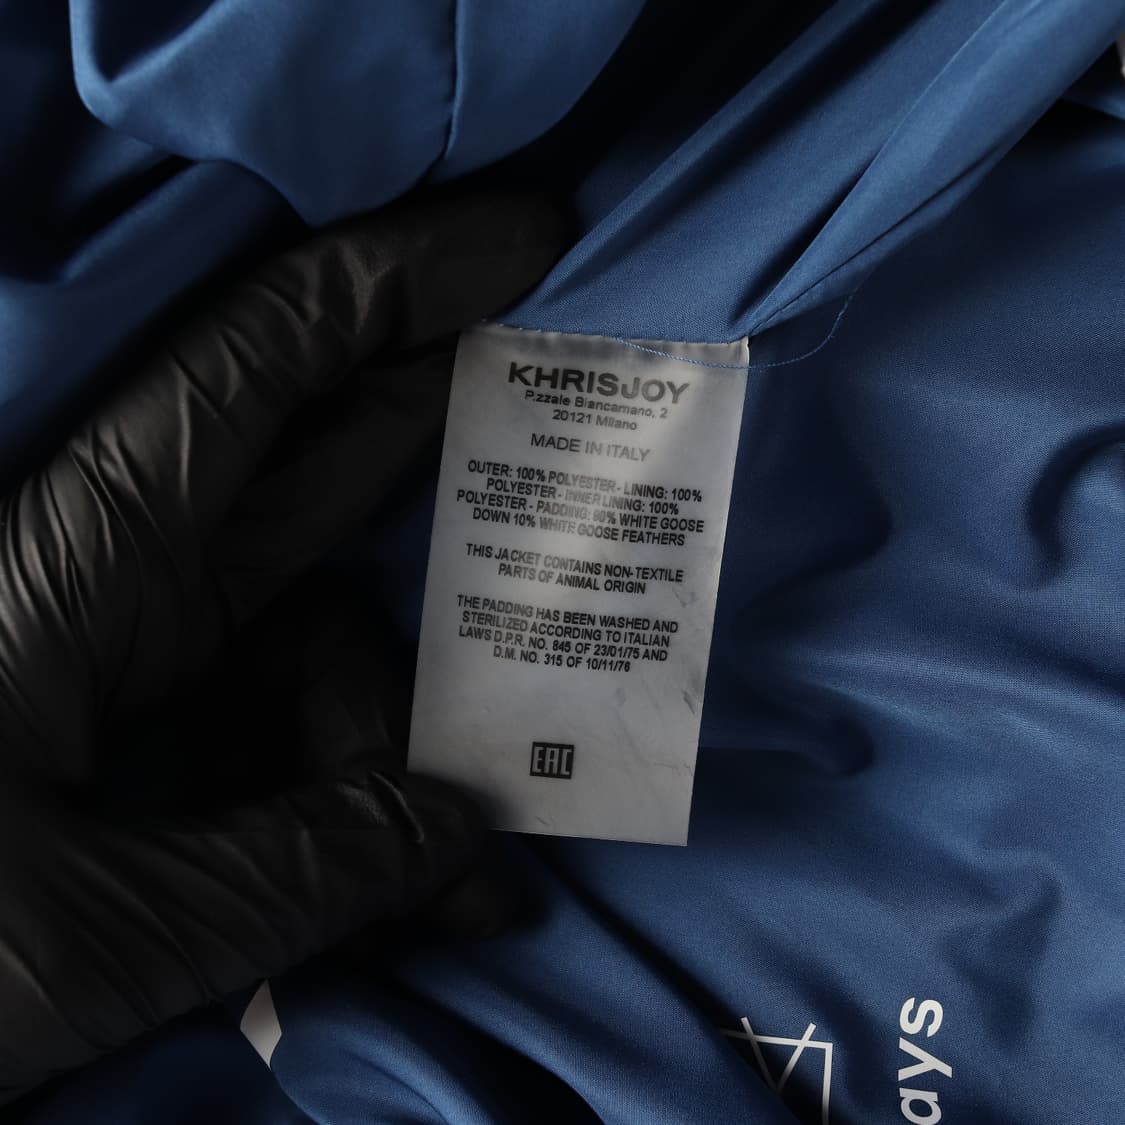 KHRISJOY
P.zzale Biancamano, 2
20121 Milano
MADE IN ITALY
OUTER: 100% POLYESTER - LINING: 100%
POLYESTER - INNER LINING: 100%
POLYESTER - PADDING: 90% WHITE GOOSE
DOWN 10% WHITE GOOSE FEATHERS
THIS JACKET CONTAINS NON-TEXTILE
PARTS OF ANIMAL ORIGIN
THE PADDING HAS BEEN WASHED AND
STERILIZED ACCORDING TO ITALIAN
LAWS D.P.R. NO. 845 OF 23/01/75 AND
D.M. NO. 315 OF 10/11/76
EAC
ays